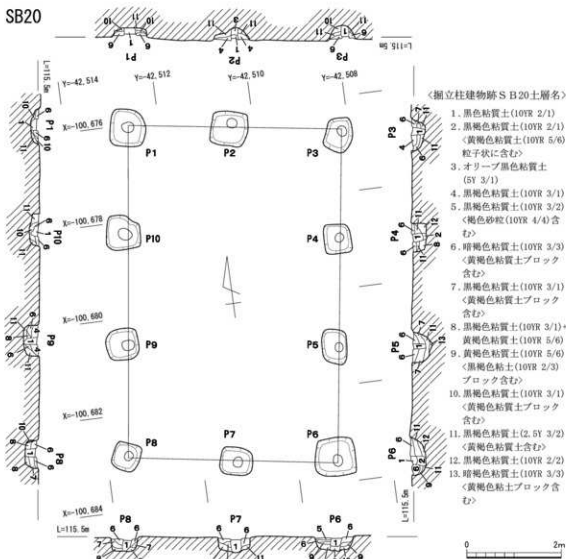 SB20
L=115.5m
L=115.5m
Y=-42,514
Y=-42,512
Y=-42,510
Y=-42,508
X=-100,676
X=-100,678
X=-100,680
X=-100,682
X=-100,684
P1
P2
P3
P10
P4
P9
P5
P8
P7
P6
P1
P2
P3
P1
P10
P9
P8
P3
P4
P5
P6
P8
P7
P6
L=115.5m
L=115.5m
<掘立柱建物跡ＳＢ20土層名>
1. 黒色粘質土(10YR 2/1)
2. 黒褐色粘質土(10YR 2/1)
<黄褐色粘質土(10YR 5/6)
粒子状に含む>
3. オリーブ黒色粘質土
(5Y 3/1)
4. 黒褐色粘質土(10YR 3/1)
5. 黒褐色粘質土(10YR 3/2)
<褐色砂粒(10YR 4/4)含
む>
6. 暗褐色粘質土(10YR 3/3)
<黄褐色粘質土ブロック
含む>
7. 黒褐色粘質土(10YR 3/1)
<黄褐色粘質土ブロック
含む>
8. 黒褐色粘質土(10YR 3/1)+
黄褐色粘質土(10YR 5/6)
9. 黄褐色粘質土(10YR 5/6)
<黒褐色粘土(10YR 2/3)
ブロック含む>
10. 黒褐色粘質土(10YR 3/1)
<黄褐色粘質土ブロック
含む>
11. 黒褐色粘質土(2.5Y 3/2)
<黄褐色粘質土含む>
12. 黒褐色粘質土(10YR 2/2)
13. 暗褐色粘質土(10YR 3/3)
<黄褐色粘土ブロック含
む>
0 2m